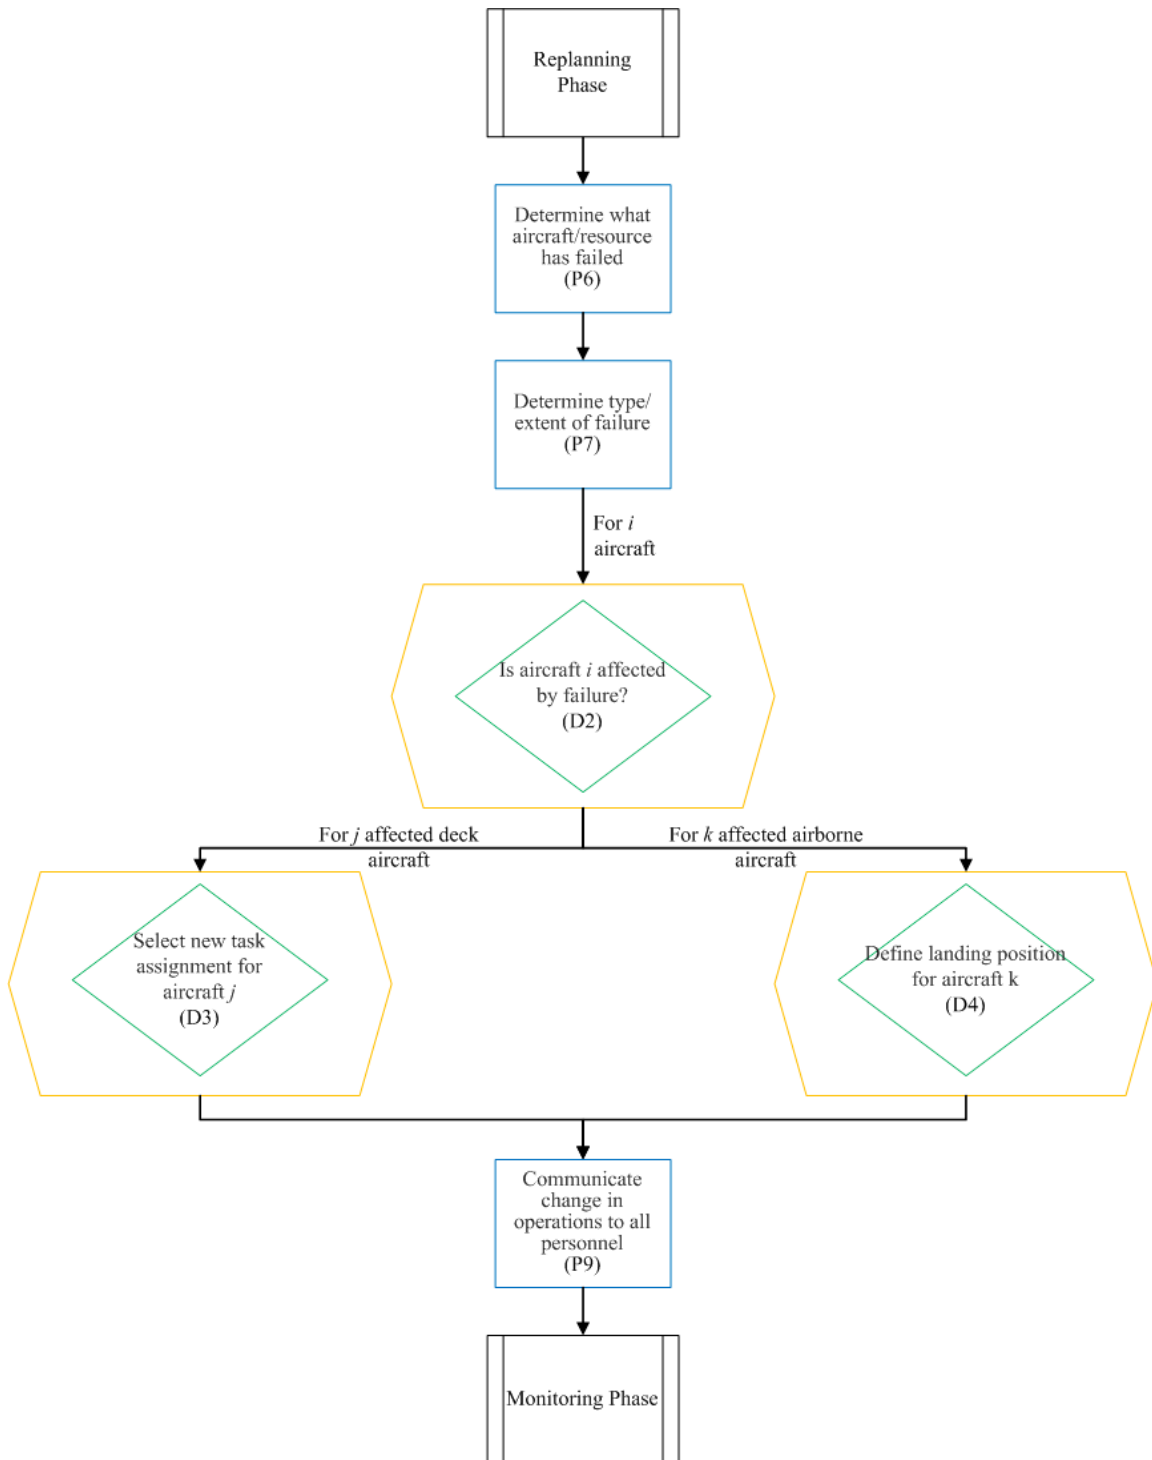 Replanning
Phase
Determine what
aircraft/resource
has failed
(P6)
Determine type/
extent of failure
(P7)
For i
aircraft
Is aircraft i affected
by failure?
(D2)
For j affected deck
aircraft
For k affected airborne
aircraft
Select new task
assignment for
aircraft j
(D3)
Define landing position
for aircraft k
(D4)
Communicate
change in
operations to all
personnel
(P9)
Monitoring Phase